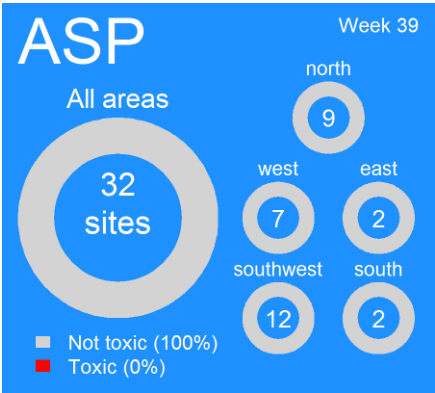 ASP
Week 39
All areas
32
sites
north
9
west
7
east
2
southwest
12
south
2
Not toxic (100%)
Toxic (0%)